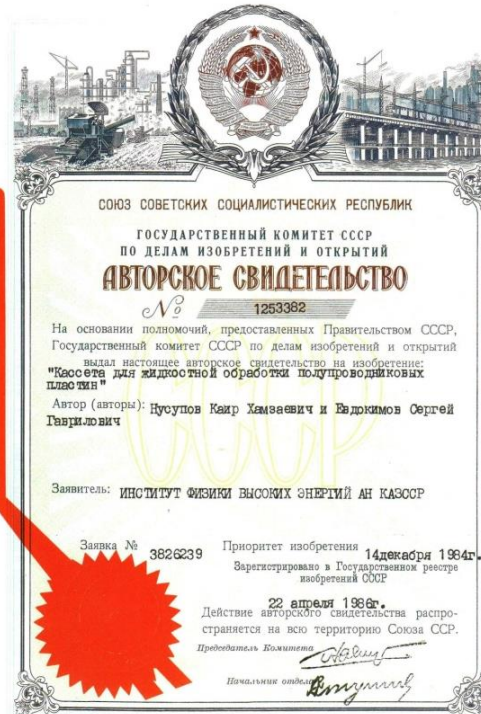 СОЮЗ СОВЕТСКИХ СОЦИАЛИСТИЧЕСКИХ РЕСПУБЛИК
ГОСУДАРСТВЕННЫЙ КОМИТЕТ СССР
ПО ДЕЛАМ ИЗОБРЕТЕНИЙ И ОТКРЫТИЙ
АВТОРСКОЕ СВИДЕТЕЛЬСТВО
№ 1253382
На основании полномочий, предоставленных Правительством СССР,
Государственный комитет СССР по делам изобретений и открытий
выдал настоящее авторское свидетельство на изобретение:
"Кассета для жидкостной обработки полупроводниковых
пластин"
Автор (авторы): Нусупов Каир Хамзаевич и Евдокимов Сергей
Гаврилович
СССР
Заявитель: ИНСТИТУТ ФИЗИКИ ВЫСОКИХ ЭНЕРГИЙ АН КАЗССР
Заявка № 3826239
Приоритет изобретения 14декабря 1984г.
Зарегистрировано в Государственном реестре
изобретений СССР
22 апреля 1986г.
Действие авторского свидетельства распро-
страняется на всю территорию Союза ССР.
Председатель Комитета
Начальник отдела